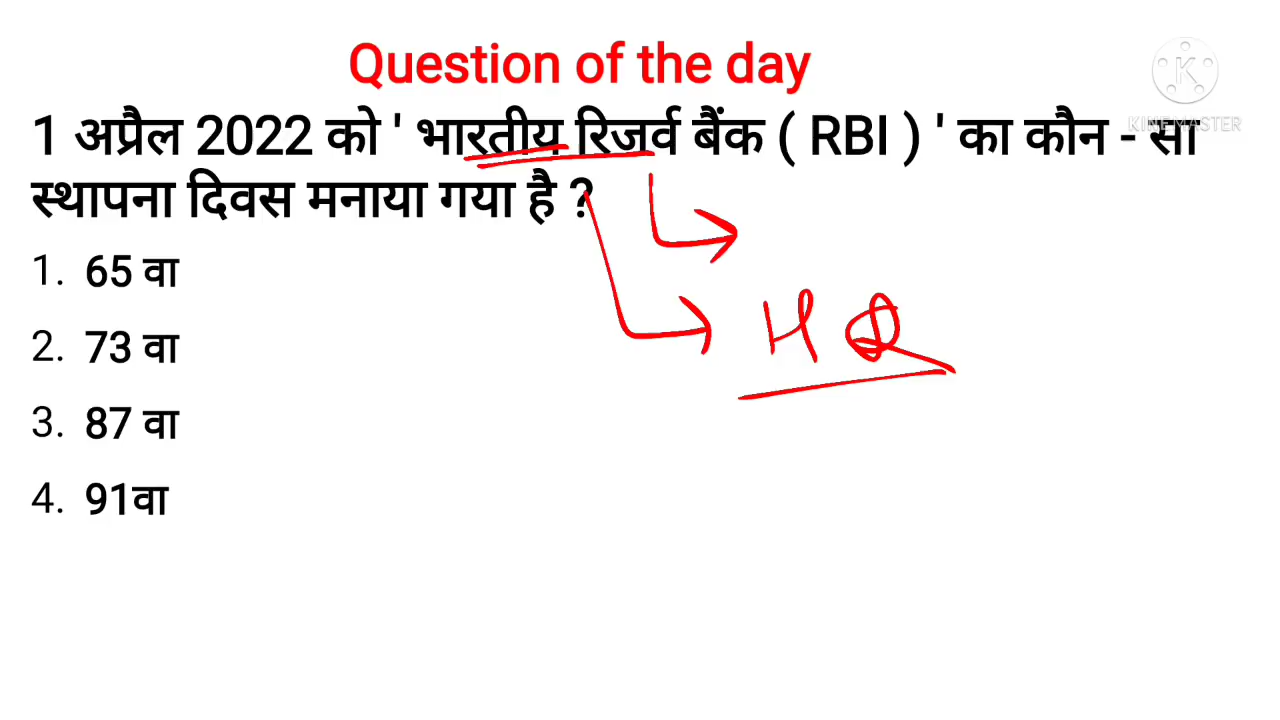 Question of the day
1 अप्रैल 2022 को ' भारतीय रिजर्व बैंक ( RBI ) ' का कौन - सा
स्थापना दिवस मनाया गया है ?
1. 65 वा
2. 73 वा
3. 87 वा
4. 91वा
HQ
KINEMASTER